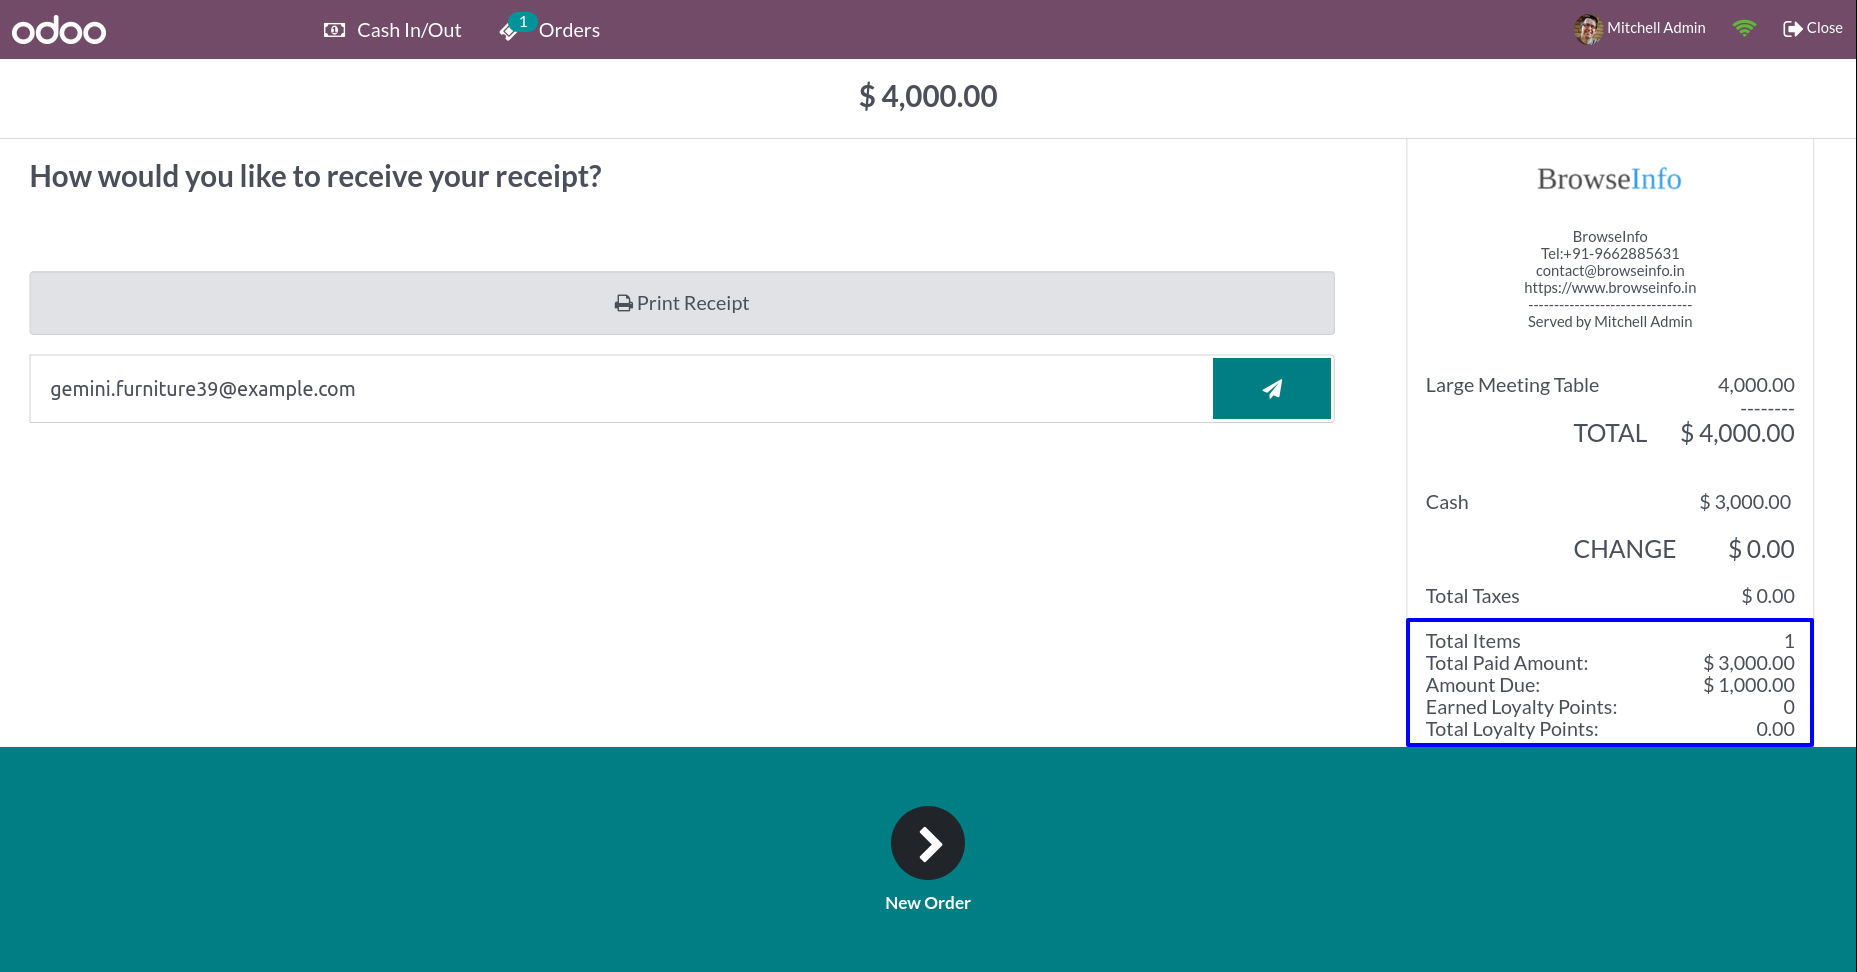 odoo Cash In/Out 1 Orders Mitchell Admin Close
$ 4,000.00
How would you like to receive your receipt?
Print Receipt
gemini.furniture39@example.com
BrowseInfo
BrowseInfo
Tel:+91-9662885631
contact@browseinfo.in
https://www.browseinfo.in
--------------------------------
Served by Mitchell Admin
Large Meeting Table 4,000.00
--------
TOTAL $ 4,000.00
Cash $ 3,000.00
CHANGE $ 0.00
Total Taxes $ 0.00
Total Items 1
Total Paid Amount: $ 3,000.00
Amount Due: $ 1,000.00
Earned Loyalty Points: 0
Total Loyalty Points: 0.00
New Order